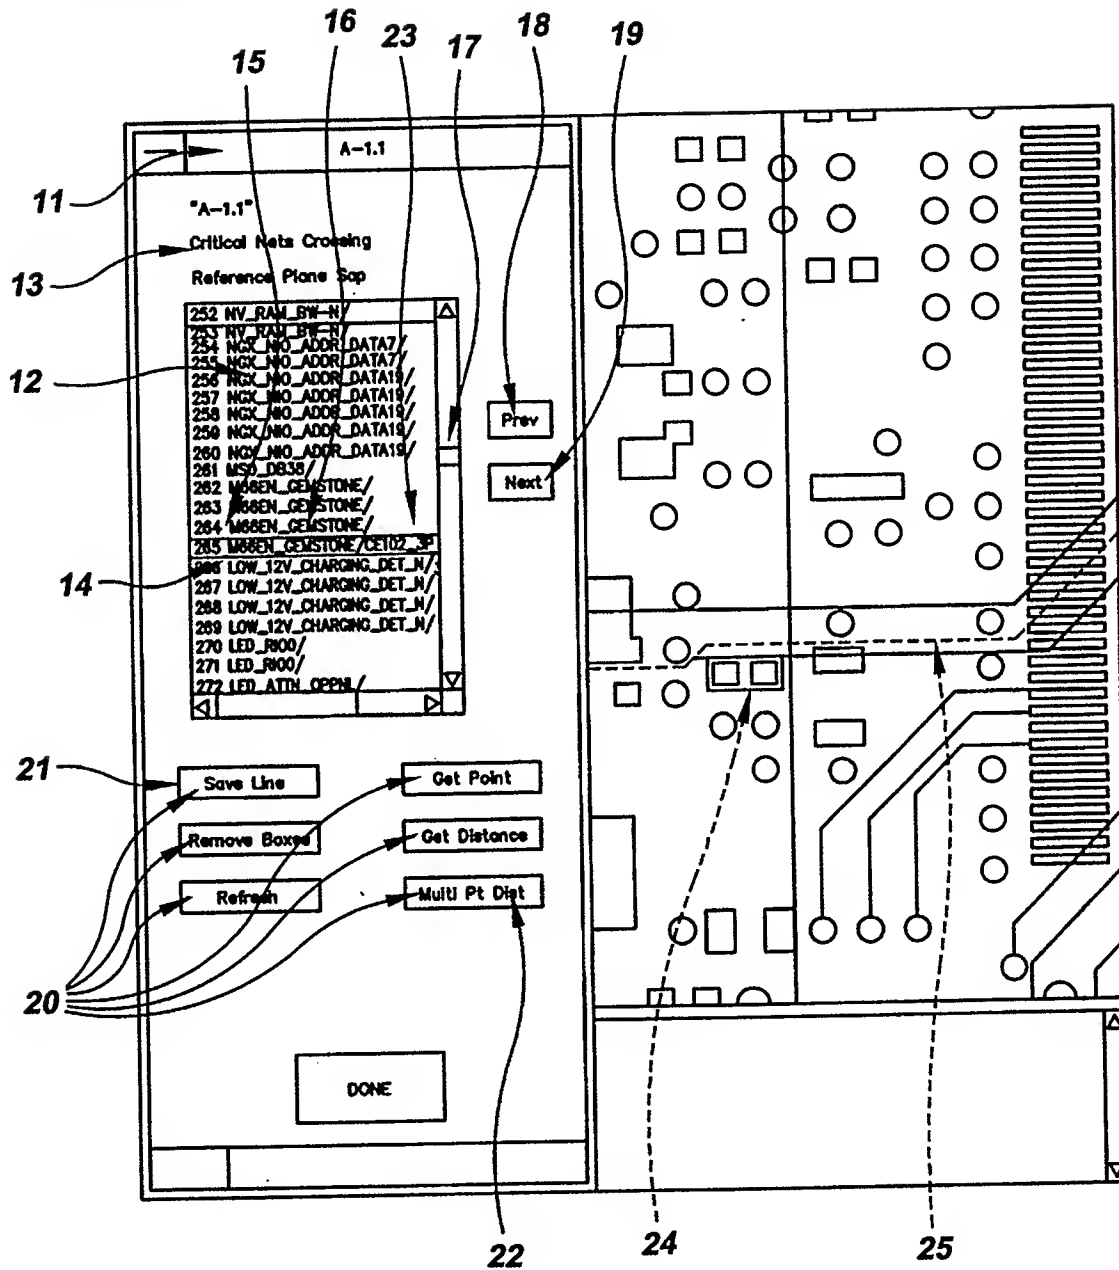 16
18
23
17
19
15
A-1.1
11
"A-1.1"
Critical Nets Crossing
13
Reference Plane Sap
252 NV_RAM_BW-N/
253 NV_RAM_BW-N/
254 NGX_NIO_ADDR_DATA7/
255 NGX_NIO_ADDR_DATA7/
12
256 NGX_NIO_ADDR_DATA19/
257 NGX_NIO_ADDR_DATA19/
258 NGX_NIO_ADDR_DATA19/
259 NGX_NIO_ADDR_DATA19/
260 NGX_NIO_ADDR_DATA19/
Prev
261 MSD_DB38/
262 M66EN_GEMSTONE/
Next
263 M66EN_GEMSTONE/
264 M66EN_GEMSTONE/
265 M66EN_GEMSTONE/CE102_3P
14
266 LOW_12V_CHARGING_DET_N/
267 LOW_12V_CHARGING_DET_N/
268 LOW_12V_CHARGING_DET_N/
269 LOW_12V_CHARGING_DET_N/
270 LED_RIO0/
271 LED_RIO0/
272 LED_ATTN_OPPNL/
21
Save Line
Get Point
Remove Boxes
Get Distance
Refresh
Multi Pt Dist
20
DONE
22
24
25